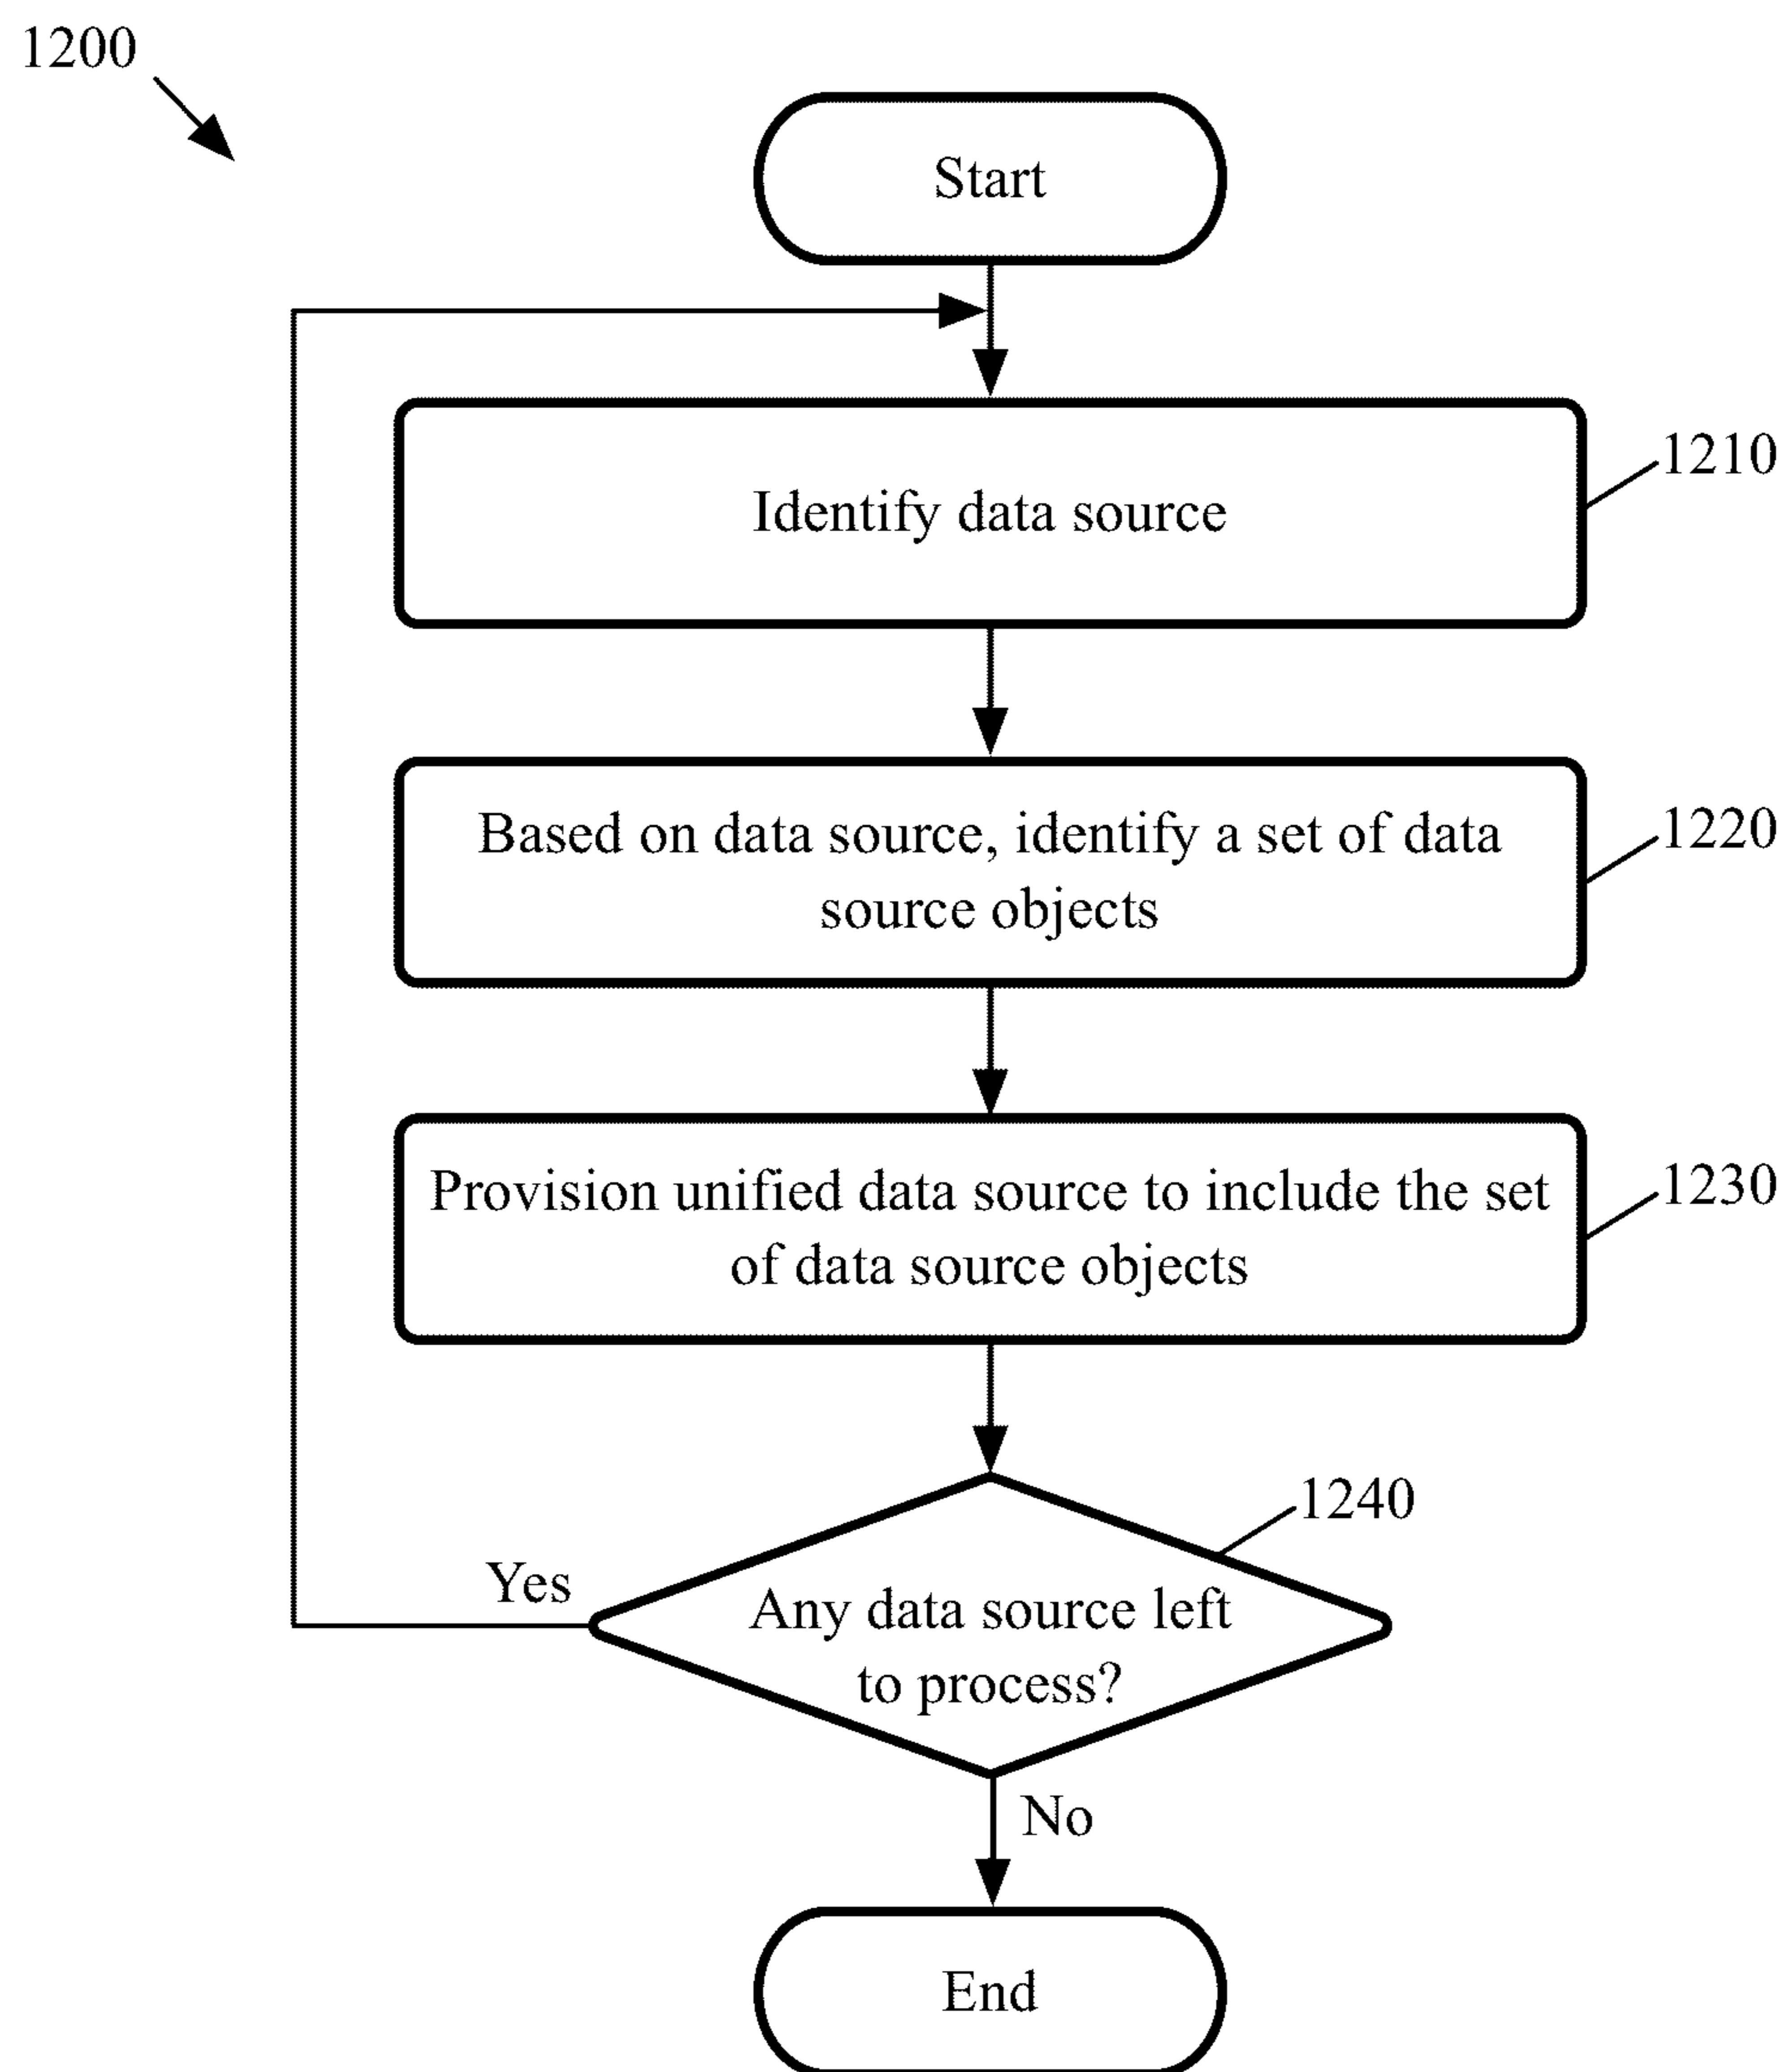 1200
Start
Identify data source
1210
Based on data source, identify a set of data
source objects
1220
Provision unified data source to include the set
of data source objects
1230
1240
Any data source left
to process?
Yes
No
End